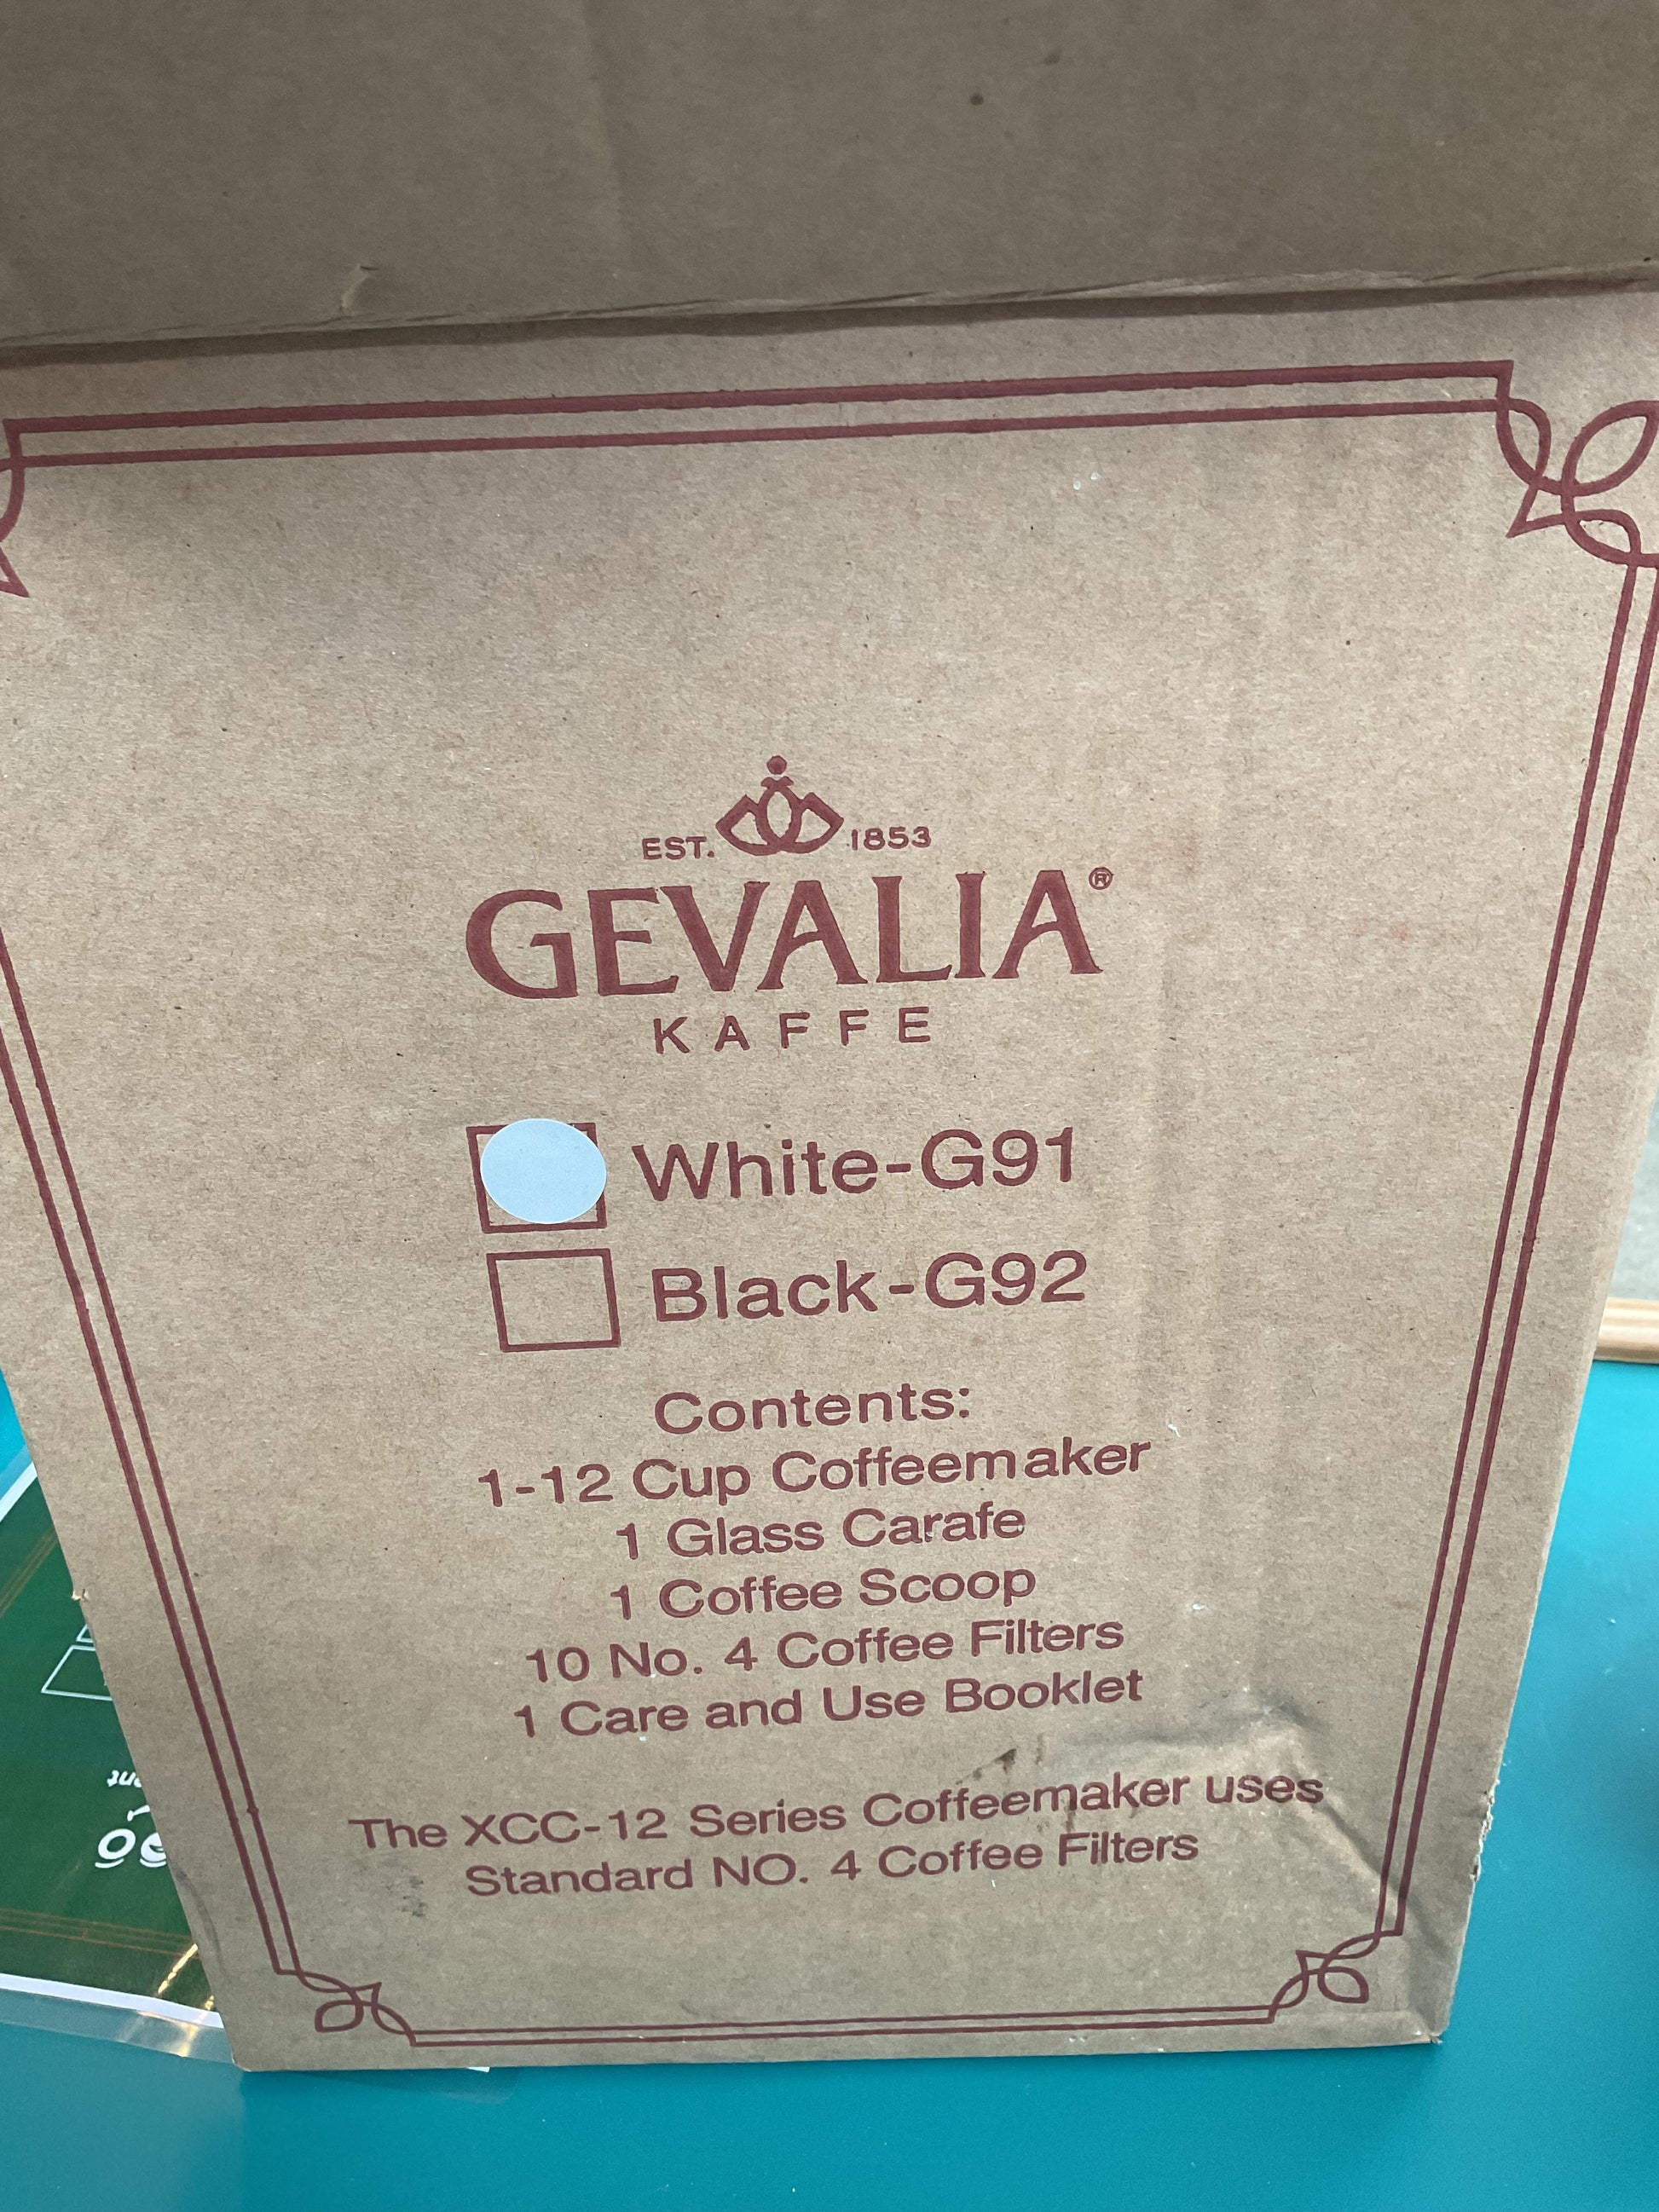 EST. 1853
GEVALIA®
KAFFE
White-G91
Black-G92
Contents:
1-12 Cup Coffeemaker
1 Glass Carafe
1 Coffee Scoop
10 No. 4 Coffee Filters
1 Care and Use Booklet
The XCC-12 Series Coffeemaker uses
Standard NO. 4 Coffee Filters